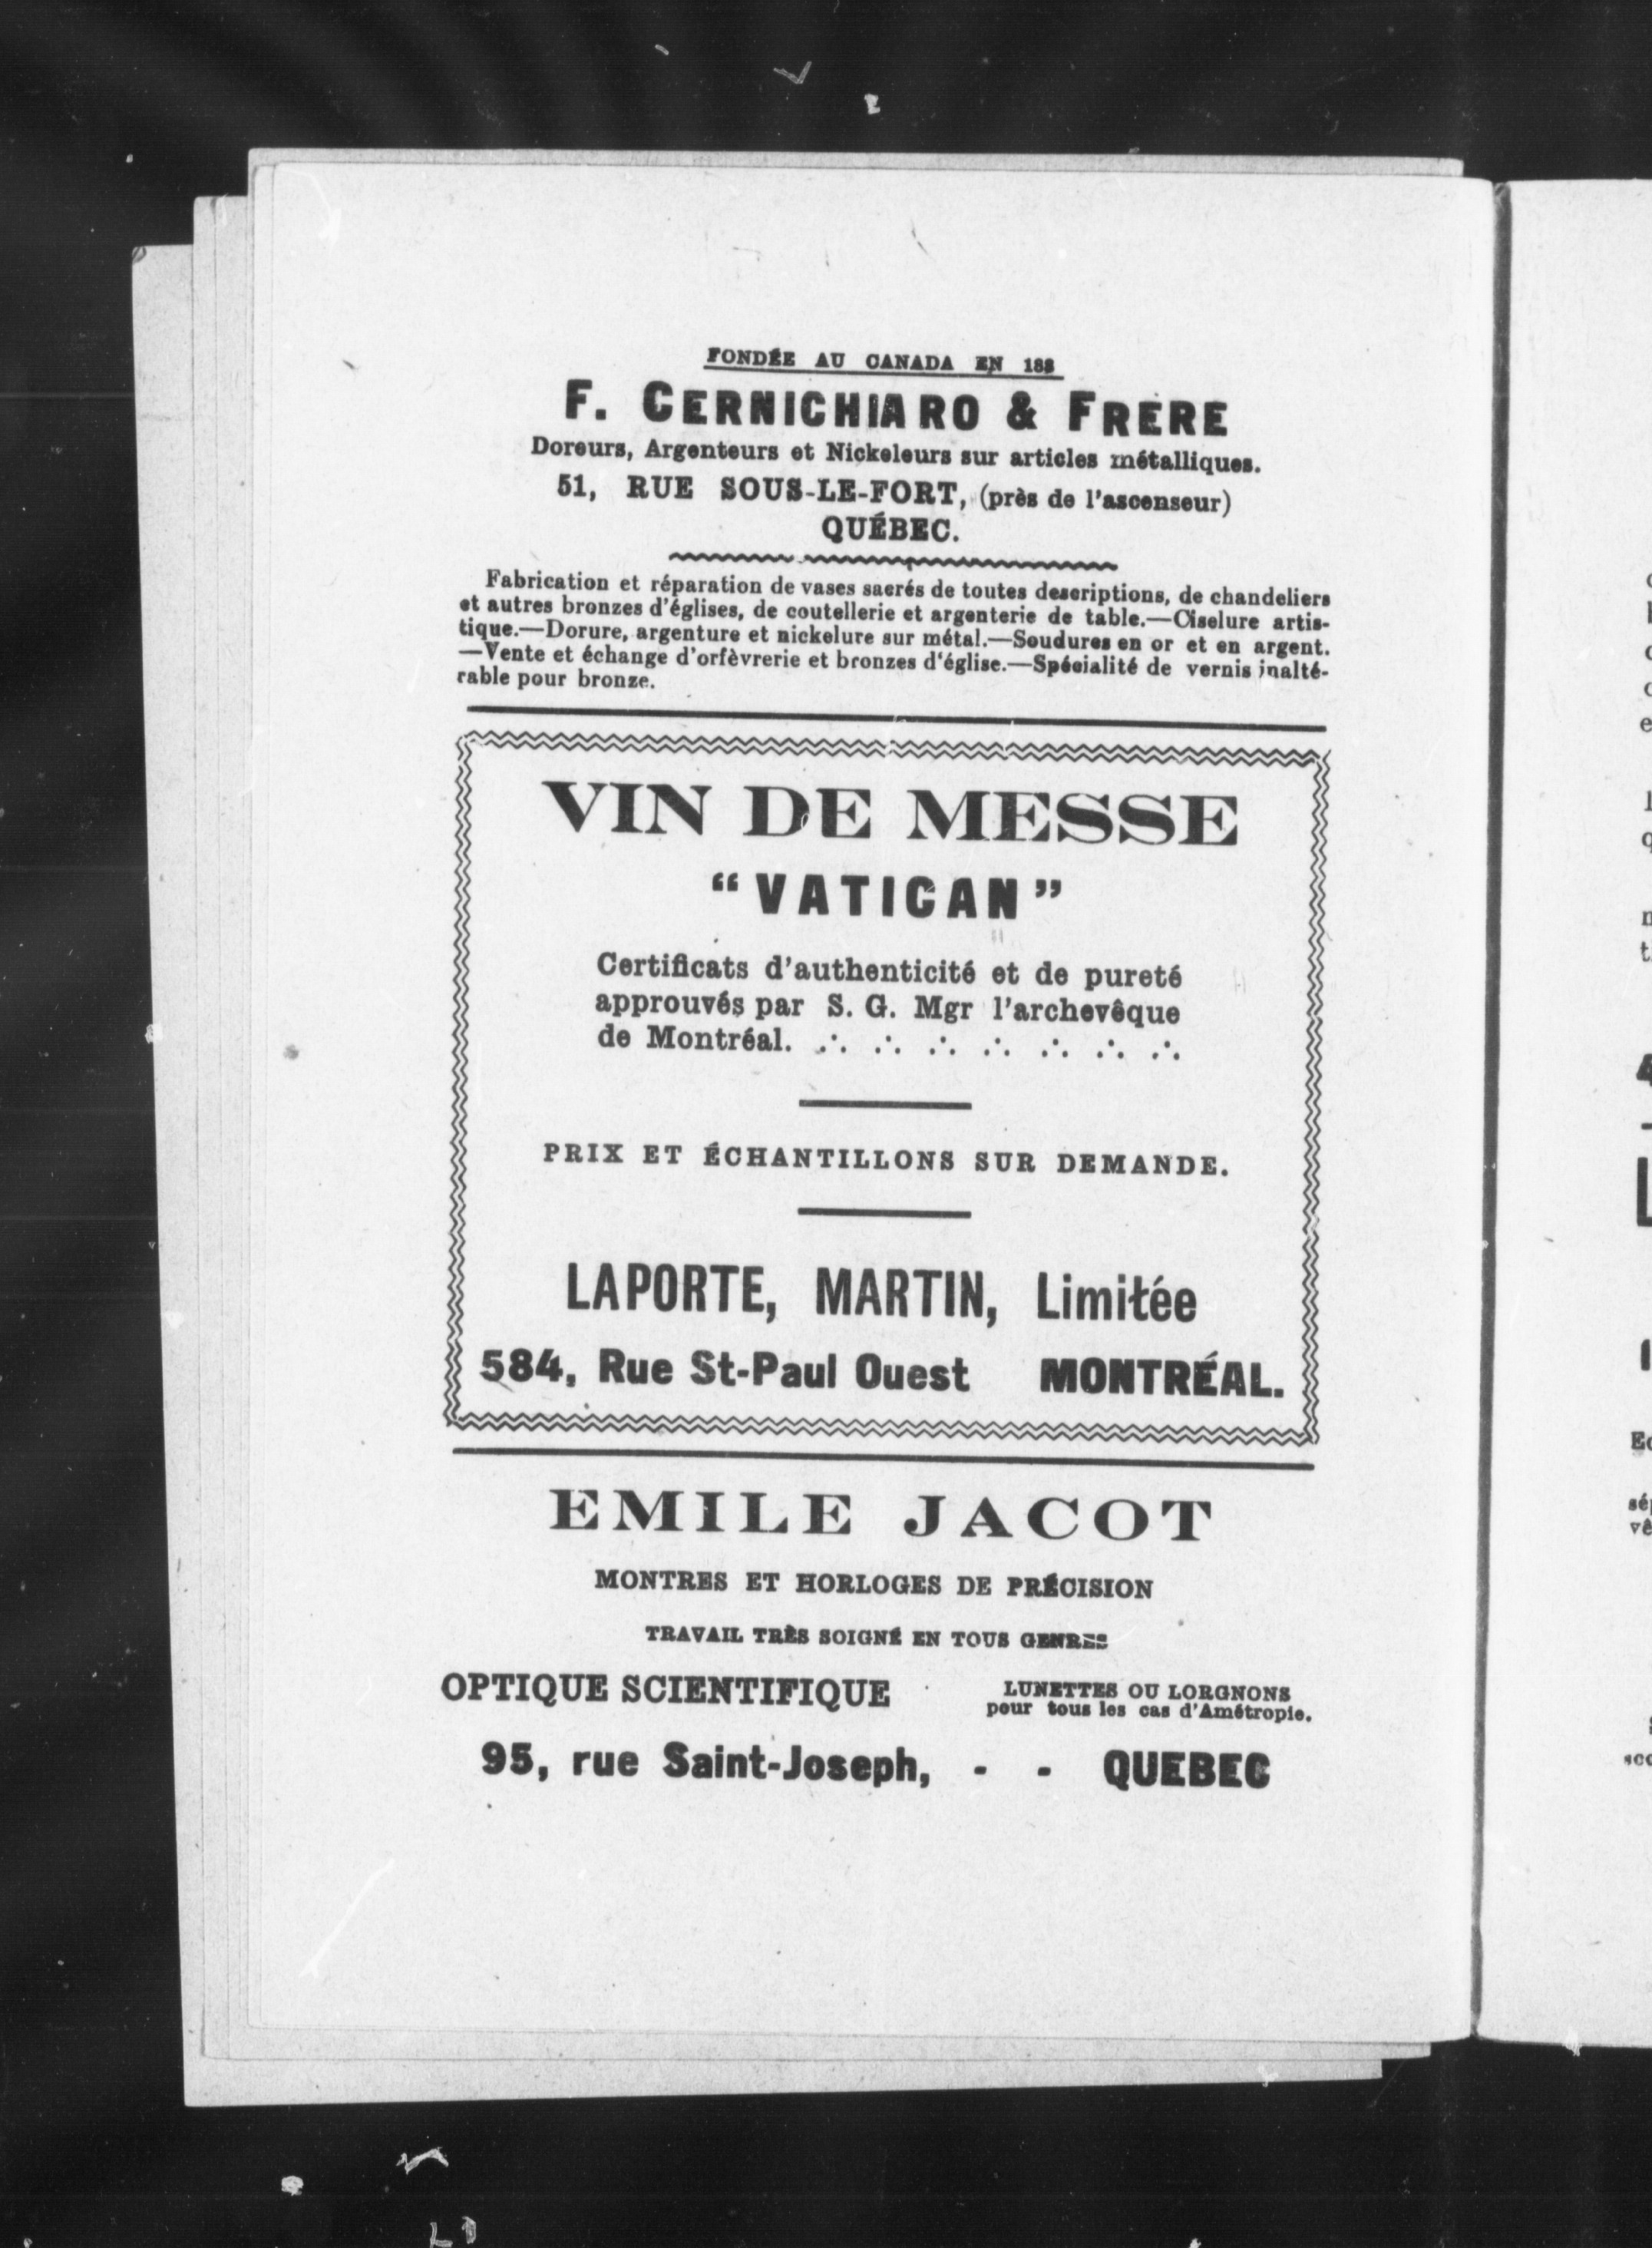 FONDÉE AU CANADA EN 188
F. CERNICHIARO & FRÈRE
Doreurs, Argenteurs et Nickeleurs sur articles métalliques.
51, RUE SOUS-LE-FORT, (près de l'ascenseur)
QUÉBEC.
Fabrication et réparation de vases sacrés de toutes descriptions, de chandeliers
et autres bronzes d'églises, de coutellerie et argenterie de table.—Ciselure artis-
tique.—Dorure, argenture et nickelure sur métal.—Soudures en or et en argent.
—Vente et échange d'orfèvrerie et bronzes d'église.—Spécialité de vernis inalté-
rable pour bronze.
VIN DE MESSE
“VATICAN”
Certificats d'authenticité et de pureté
approuvés par S. G. Mgr l'archevêque
de Montréal. ∴ ∴ ∴ ∴ ∴ ∴ ∴
PRIX ET ÉCHANTILLONS SUR DEMANDE.
LAPORTE, MARTIN, Limitée
584, Rue St-Paul Ouest MONTRÉAL.
EMILE JACOT
MONTRES ET HORLOGES DE PRÉCISION
TRAVAIL TRÈS SOIGNÉ EN TOUS GENRES
OPTIQUE SCIENTIFIQUE
LUNETTES OU LORGNONS
pour tous les cas d'Amétropie.
95, rue Saint-Joseph, - - QUEBEC